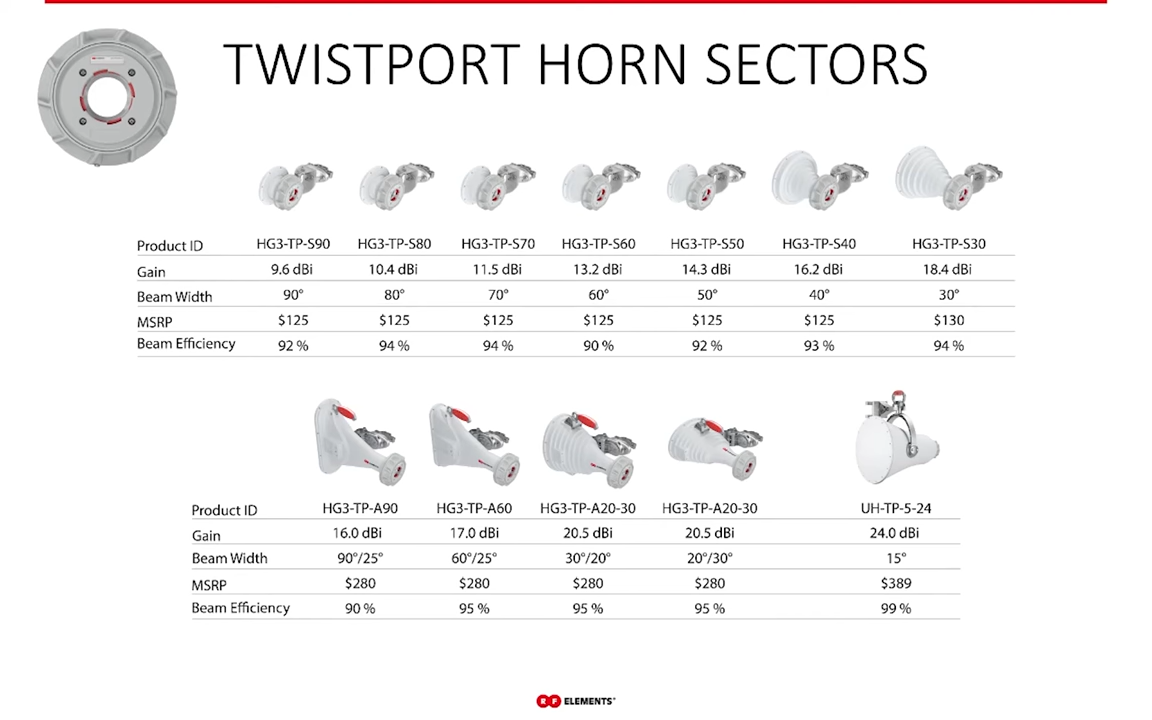 TWISTPORT HORN SECTORS
Product ID HG3-TP-S90 HG3-TP-S80 HG3-TP-S70 HG3-TP-S60 HG3-TP-S50 HG3-TP-S40 HG3-TP-S30
Gain 9.6 dBi 10.4 dBi 11.5 dBi 13.2 dBi 14.3 dBi 16.2 dBi 18.4 dBi
Beam Width 90° 80° 70° 60° 50° 40° 30°
MSRP $125 $125 $125 $125 $125 $125 $130
Beam Efficiency 92 % 94 % 94 % 90 % 92 % 93 % 94 %
Product ID HG3-TP-A90 HG3-TP-A60 HG3-TP-A20-30 HG3-TP-A20-30 UH-TP-5-24
Gain 16.0 dBi 17.0 dBi 20.5 dBi 20.5 dBi 24.0 dBi
Beam Width 90°/25° 60°/25° 30°/20° 20°/30° 15°
MSRP $280 $280 $280 $280 $389
Beam Efficiency 90 % 95 % 95 % 95 % 99 %
RF ELEMENTS